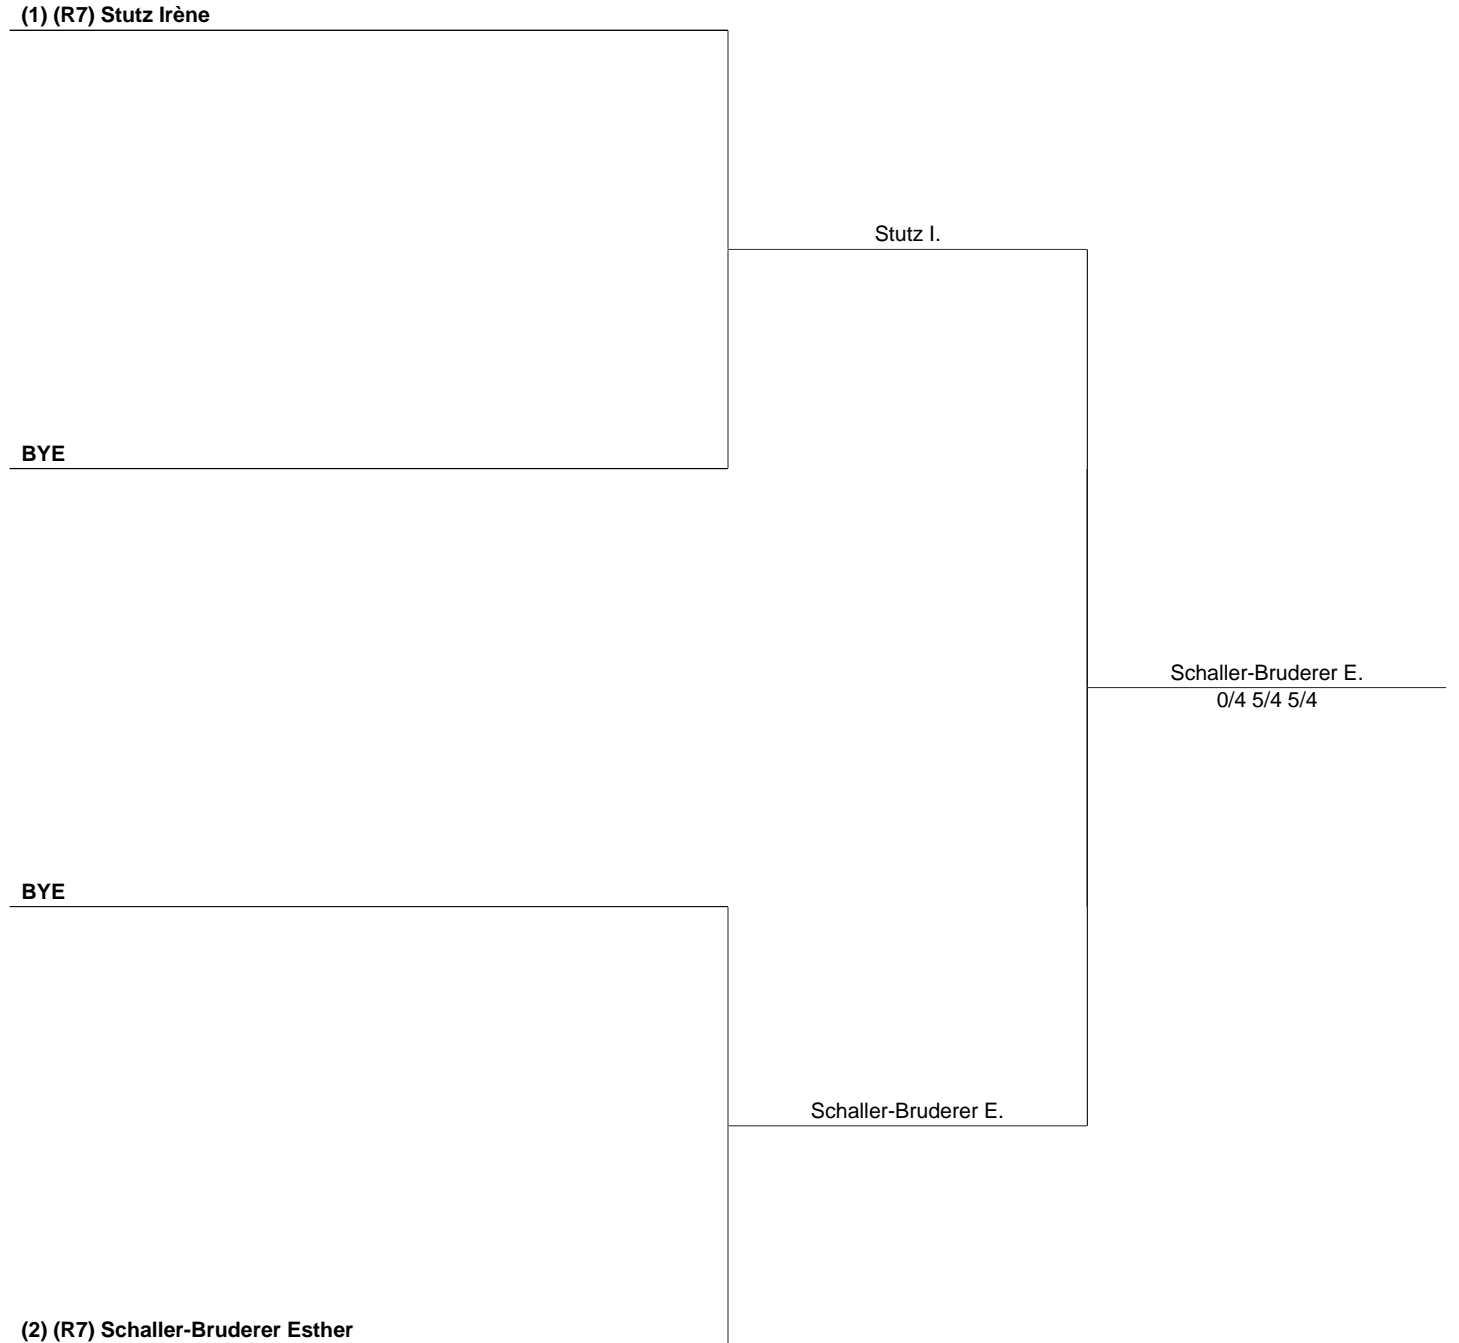 (1) (R7) Stutz Irène
Stutz I.
BYE
Schaller-Bruderer E.
0/4 5/4 5/4
BYE
Schaller-Bruderer E.
(2) (R7) Schaller-Bruderer Esther